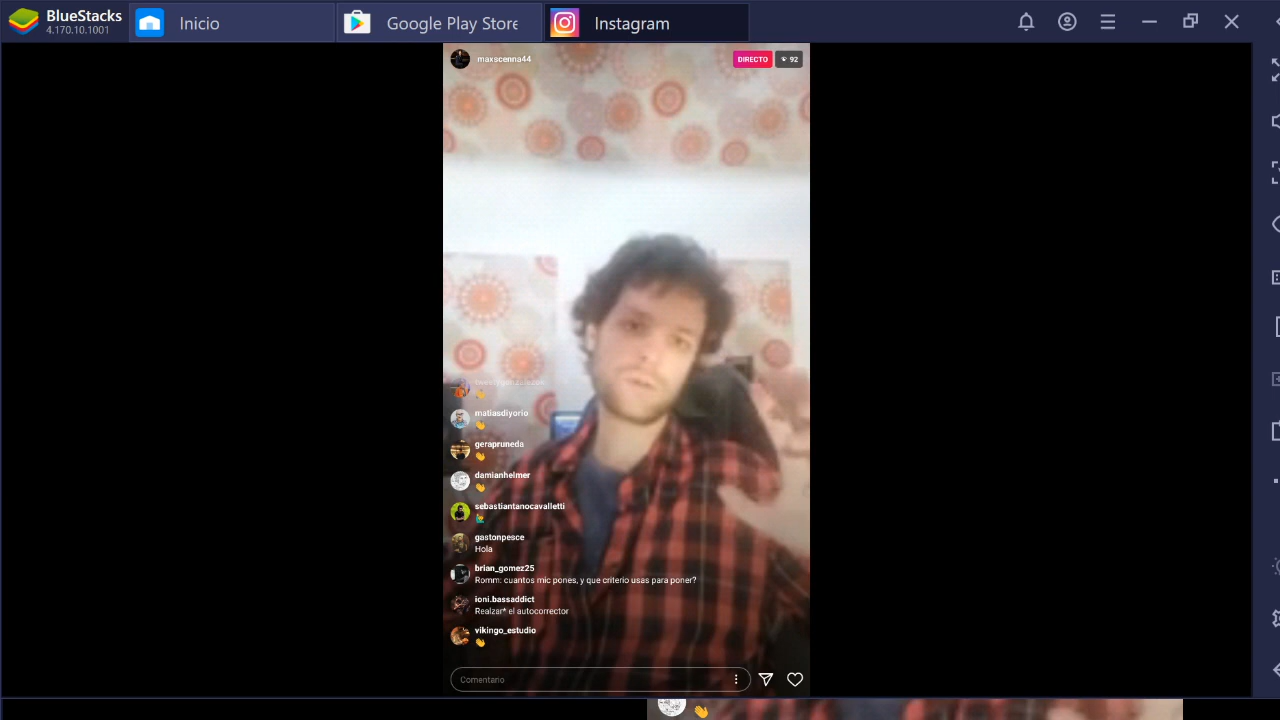 BlueStacks
4.170.10.1001
Inicio
Google Play Store
Instagram
maxscenna44
DIRECTO
92
matiasdiyorio
gerapruneda
damianhelmer
sebastiantanocavalletti
gastonpesce
Hola
brian_gomez25
Romm: cuantos mic pones, y que criterio usas para poner?
ioni.bassaddict
Realzar* el autocorrector
vikingo_estudio
Comentario